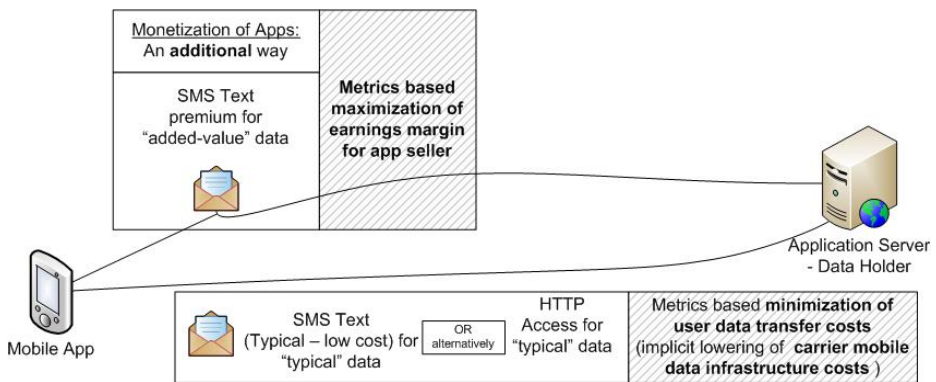 Monetization of Apps:
An additional way
SMS Text
premium for
“added-value” data
Metrics based
maximization of
earnings margin
for app seller
Application Server
- Data Holder
Mobile App
SMS Text
(Typical – low cost) for
“typical” data
OR
alternatively
HTTP
Access for
“typical” data
Metrics based minimization of
user data transfer costs
(implicit lowering of carrier mobile
data infrastructure costs )